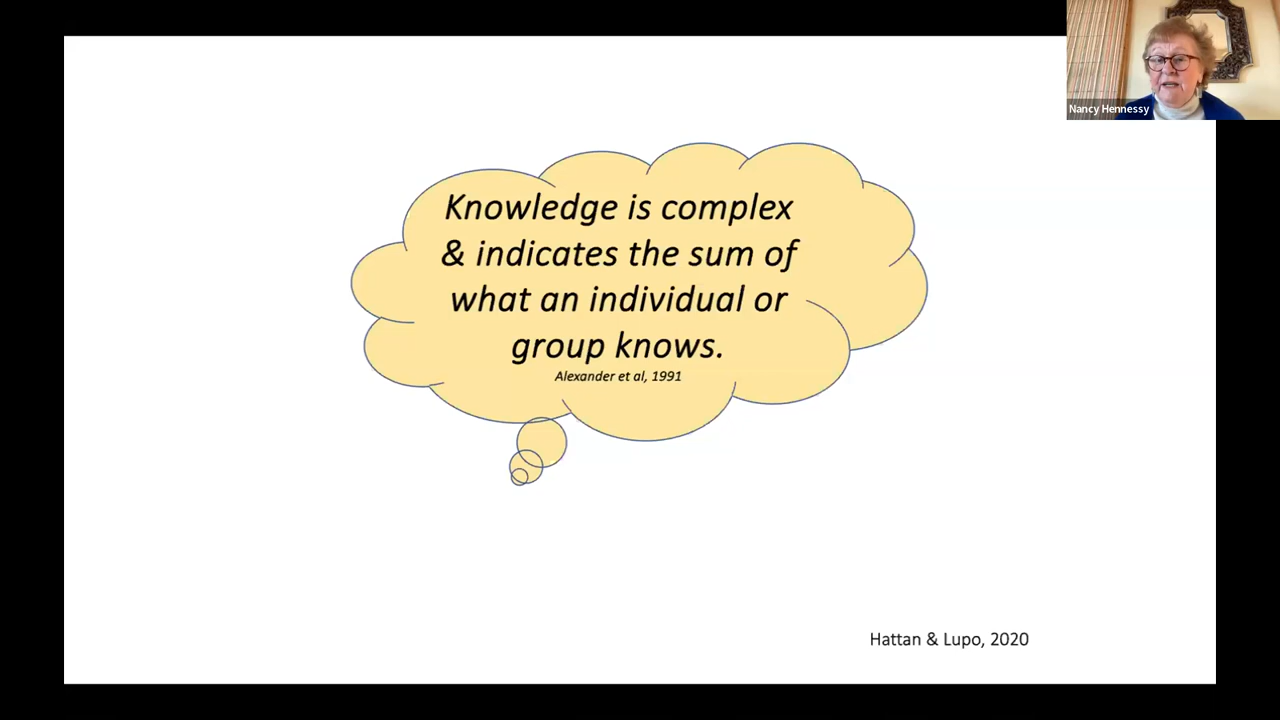 Nancy Hennessy
Knowledge is complex
& indicates the sum of
what an individual or
group knows.
Alexander et al, 1991
Hattan & Lupo, 2020